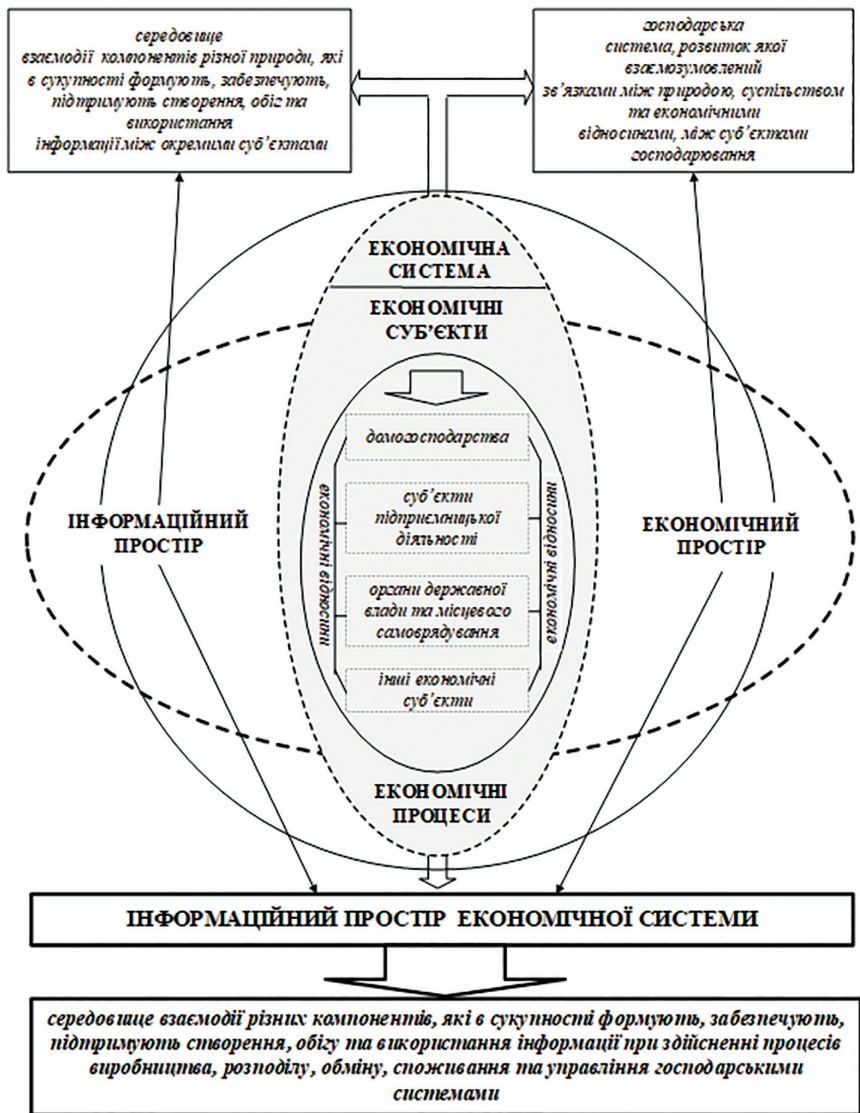 середовище
взаємодії компонентів різної природи, які
в сукупності формують, забезпечують,
підтримують створення, обіг та
використання
інформації між окремими суб'єктами
господарська
система, розвиток якої
взаємозумовлений
зв'язками між природою, суспільством
та економічними
відносинами, між суб'єктами
господарювання
ЕКОНОМІЧНА
СИСТЕМА
ЕКОНОМІЧНІ
СУБ'ЄКТИ
домогосподарства
суб'єкти
підприємницької
діяльності
органи державної
влади та місцевого
самоврядування
інші економічні
суб'єкти
економічні відносини
економічні відносини
ІНФОРМАЦІЙНИЙ
ПРОСТІР
ЕКОНОМІЧНИЙ
ПРОСТІР
ЕКОНОМІЧНІ
ПРОЦЕСИ
ІНФОРМАЦІЙНИЙ ПРОСТІР ЕКОНОМІЧНОЇ СИСТЕМИ
середовище взаємодії різних компонентів, які в сукупності формують, забезпечують,
підтримують створення, обігу та використання інформації при здійсненні процесів
виробництва, розподілу, обміну, споживання та управління господарськими
системами